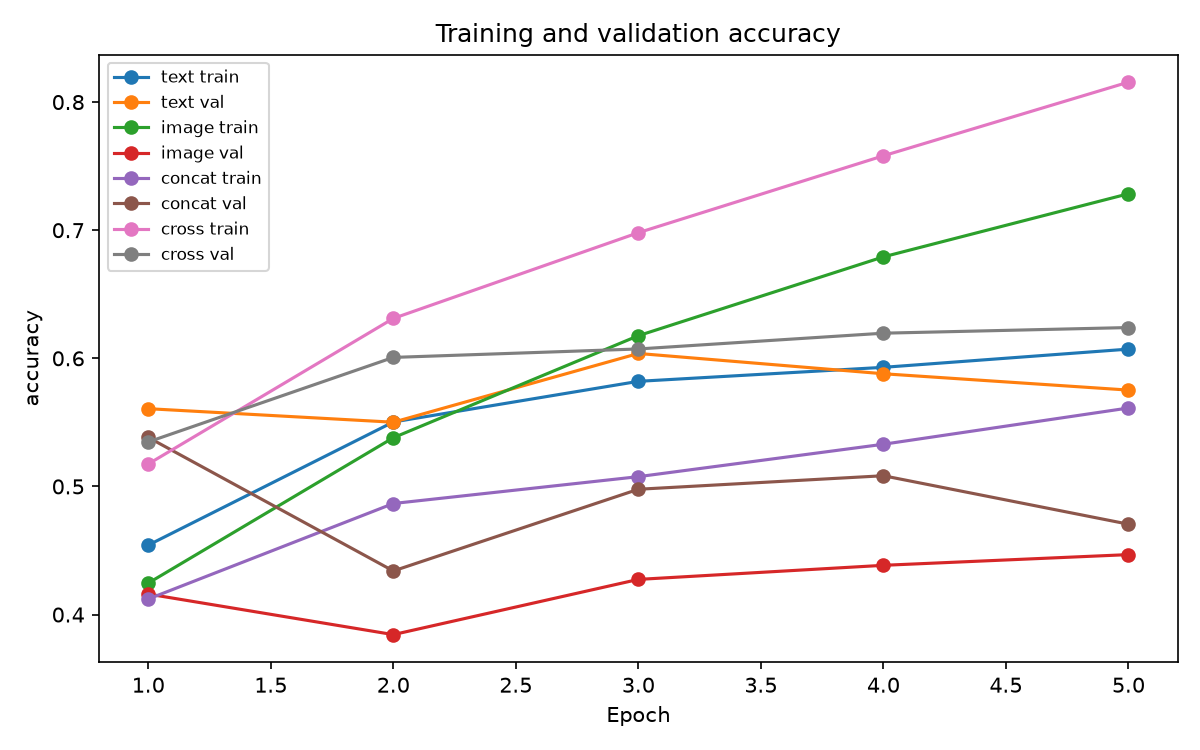 Training and validation accuracy
text train
text val
image train
image val
concat train
concat val
cross train
cross val
accuracy
0.8
0.7
0.6
0.5
0.4
1.0 1.5 2.0 2.5 3.0 3.5 4.0 4.5 5.0
Epoch